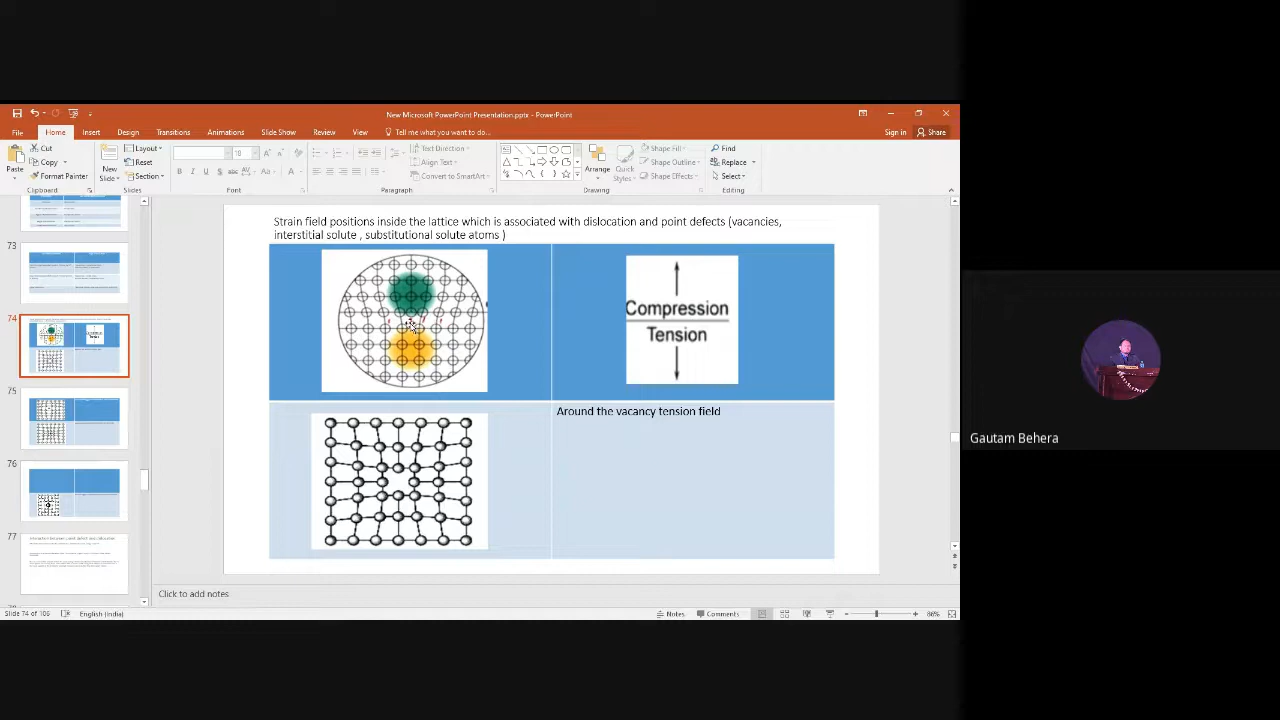 New Microsoft PowerPoint Presentation.pptx - PowerPoint
File Home Insert Design Transitions Animations Slide Show Review View Tell me what you want to do... Sign in Share
Paste
Cut
Copy
Format Painter
Clipboard
New Slide
Layout
Reset
Section
Slides
18
Font
Text Direction
Align Text
Convert to SmartArt
Paragraph
Arrange
Quick Styles
Shape Fill
Shape Outline
Shape Effects
Drawing
Find
Replace
Select
Editing
73
74
75
76
77
Strain field positions inside the lattice which is associated with dislocation and point defects (vacancies,
interstitial solute , substitutional solute atoms )
Compression
Tension
Around the vacancy tension field
Gautam Behera
Click to add notes
Slide 74 of 106 English (India) Notes Comments 86%